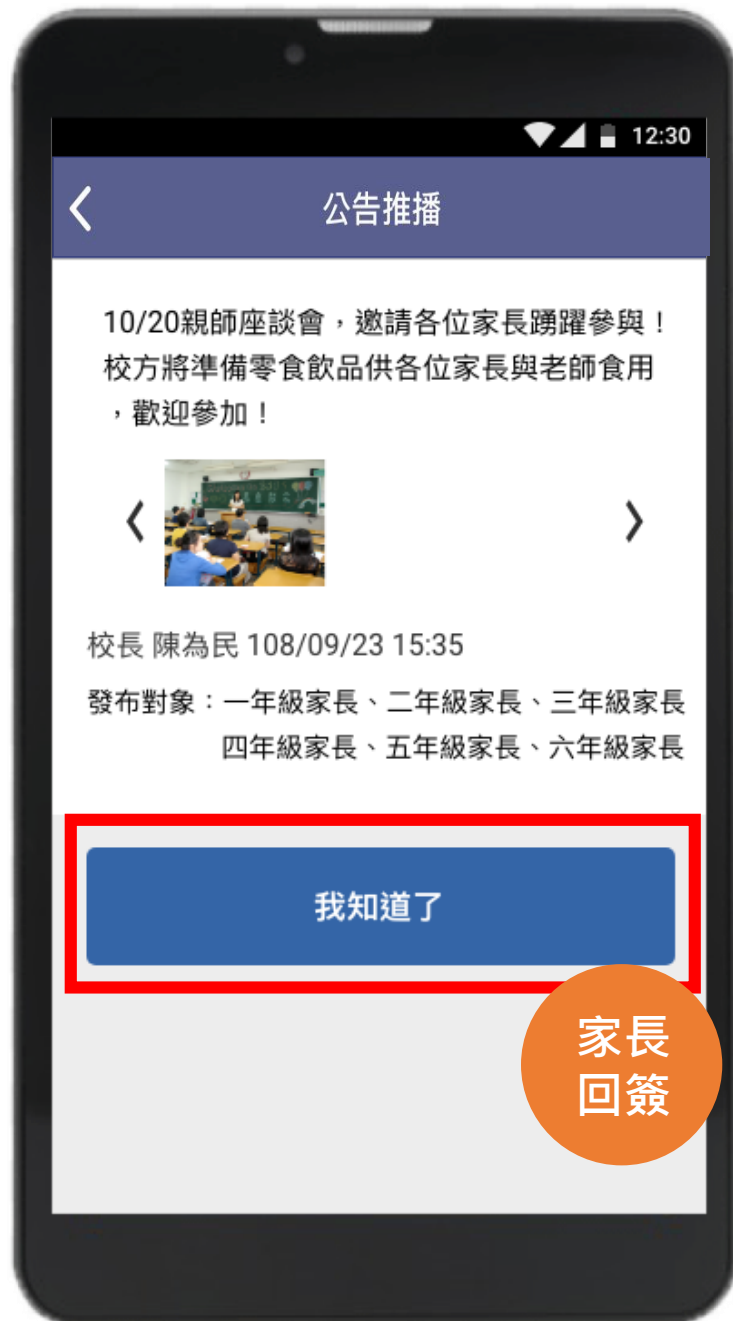 12:30
公告推播
10/20親師座談會，邀請各位家長踴躍參與！
校方將準備零食飲品供各位家長與老師食用
，歡迎參加！
校長 陳為民 108/09/23 15:35
發布對象：一年級家長、二年級家長、三年級家長
四年級家長、五年級家長、六年級家長
我知道了
家長
回簽